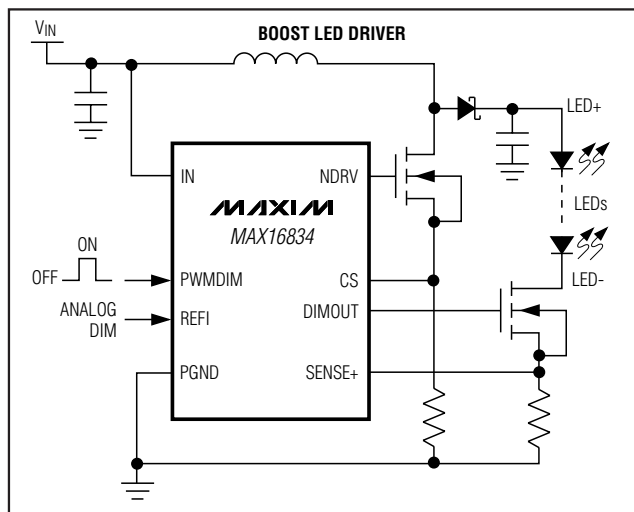 BOOST LED DRIVER
VIN
LED+
IN
NDRV
MAXIM
MAX16834
LEDs
ON
OFF
PWMDIM
CS
LED-
ANALOG
DIM
REFI
DIMOUT
PGND
SENSE+